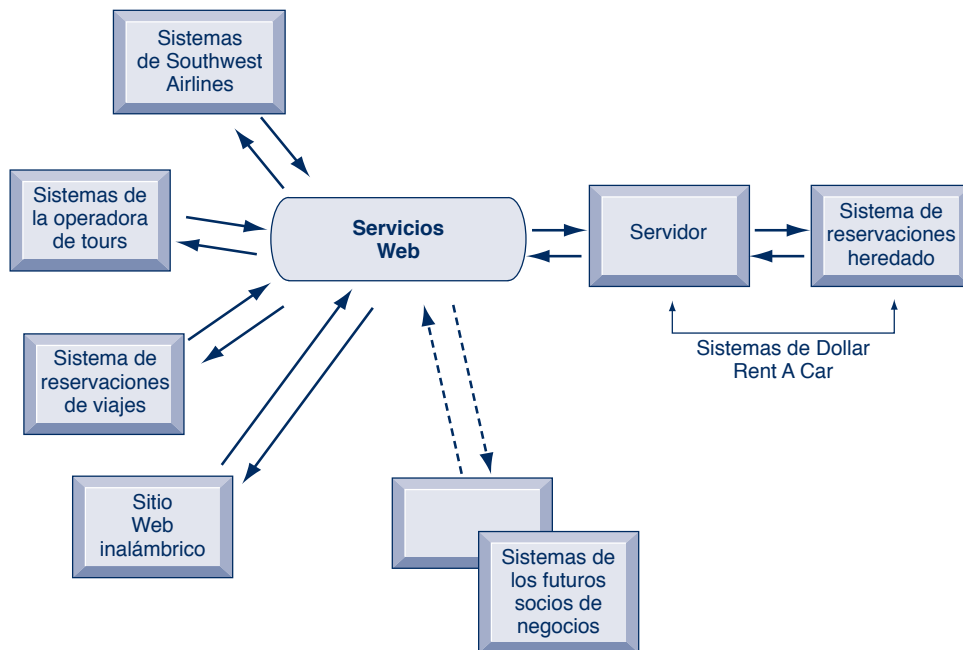 Sistemas
de Southwest
Airlines
Sistemas de
la operadora
de tours
Servicios
Web
Servidor
Sistema de
reservaciones
heredado
Sistemas de Dollar
Rent A Car
Sistema de
reservaciones
de viajes
Sitio
Web
inalámbrico
Sistemas de
los futuros
socios de
negocios